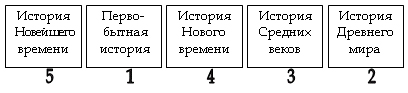 История
Новейшего
времени
5
Перво-
бытная
история
1
История
Нового
времени
4
История
Средних
веков
3
История
Древнего
мира
2